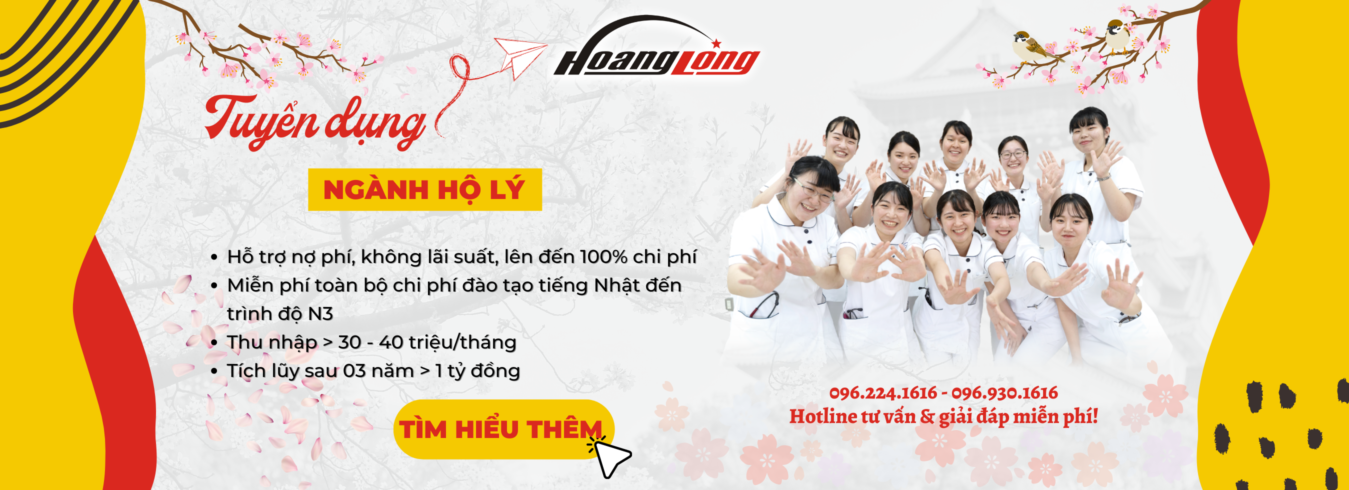 HoangLong
Tuyển dụng
NGÀNH HỘ LÝ
• Hỗ trợ nợ phí, không lãi suất, lên đến 100% chi phí
• Miễn phí toàn bộ chi phí đào tạo tiếng Nhật đến
trình độ N3
• Thu nhập > 30 - 40 triệu/tháng
• Tích lũy sau 03 năm > 1 tỷ đồng
TÌM HIỂU THÊM
096.224.1616 - 096.930.1616
Hotline tư vấn & giải đáp miễn phí!